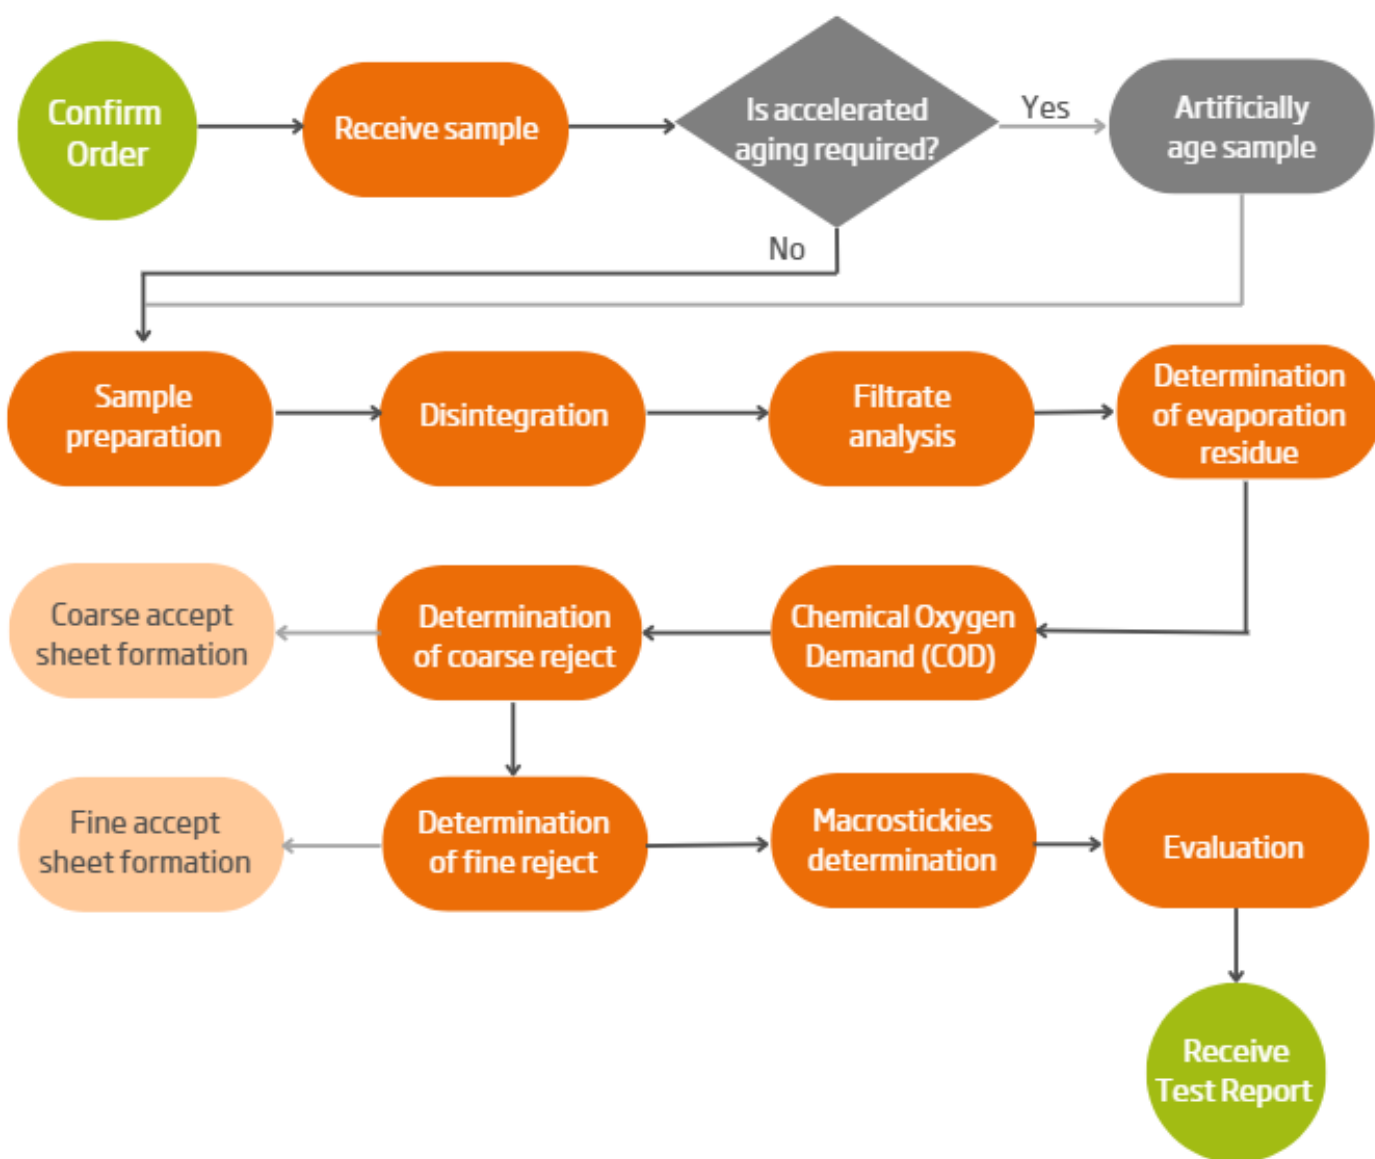 Confirm
Order
Receive sample
Is accelerated
aging required?
Yes
Artificially
age sample
No
Sample
preparation
Disintegration
Filtrate
analysis
Determination
of evaporation
residue
Coarse accept
sheet formation
Determination
of coarse reject
Chemical Oxygen
Demand (COD)
Fine accept
sheet formation
Determination
of fine reject
Macrostickies
determination
Evaluation
Receive
Test Report